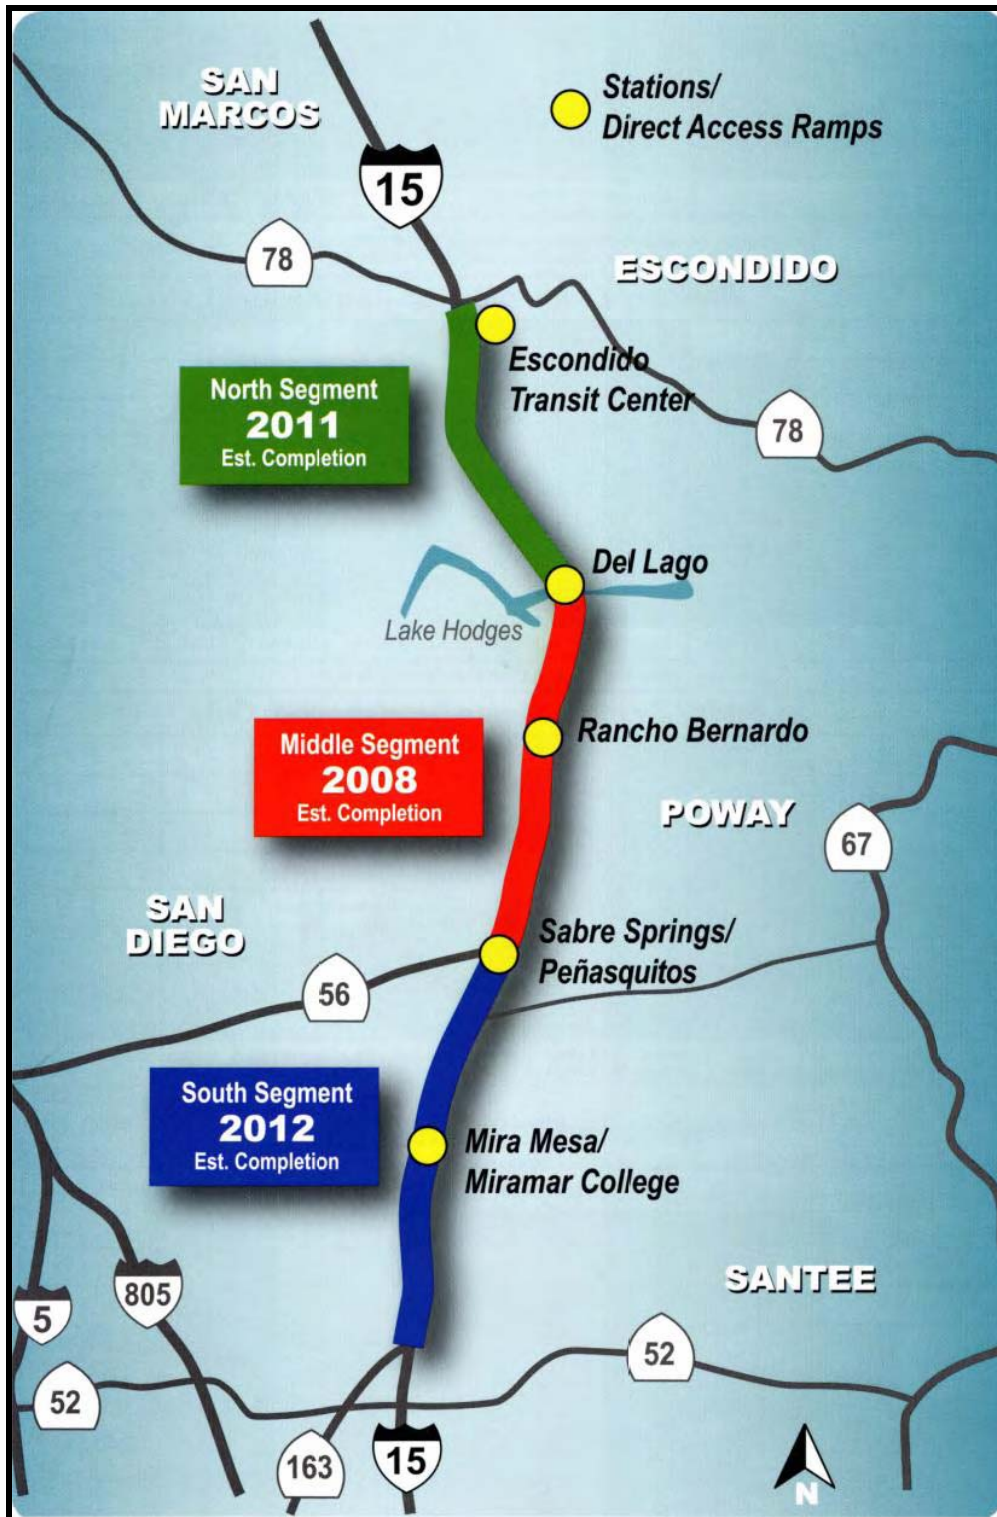 SAN
MARCOS
Stations/
Direct Access Ramps
15
78
ESCONDIDO
Escondido
Transit Center
North Segment
2011
Est. Completion
78
Del Lago
Lake Hodges
Rancho Bernardo
Middle Segment
2008
Est. Completion
POWAY
67
SAN
DIEGO
Sabre Springs/
Peñasquitos
56
South Segment
2012
Est. Completion
Mira Mesa/
Miramar College
SANTEE
805
5
52
52
163
15
N